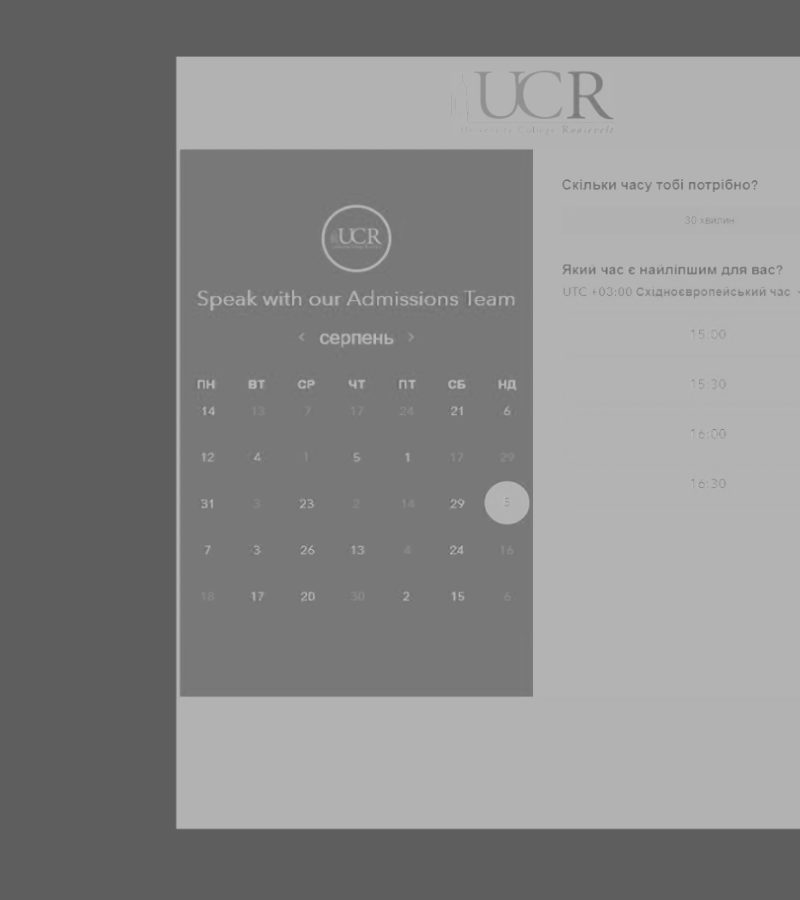 UCR
University College Roosevelt
UCR
Speak with our Admissions Team
‹ серпень ›
ПН ВТ СР ЧТ ПТ СБ НД
14 13 7 17 24 21 6
12 4 1 5 1 17 29
31 3 23 2 14 29 5
7 3 26 13 4 24 16
18 17 20 30 2 15 6
Скільки часу тобі потрібно?
30 хвилин
Який час є найліпшим для вас?
UTC +03:00 Східноєвропейський час
15:00
15:30
16:00
16:30